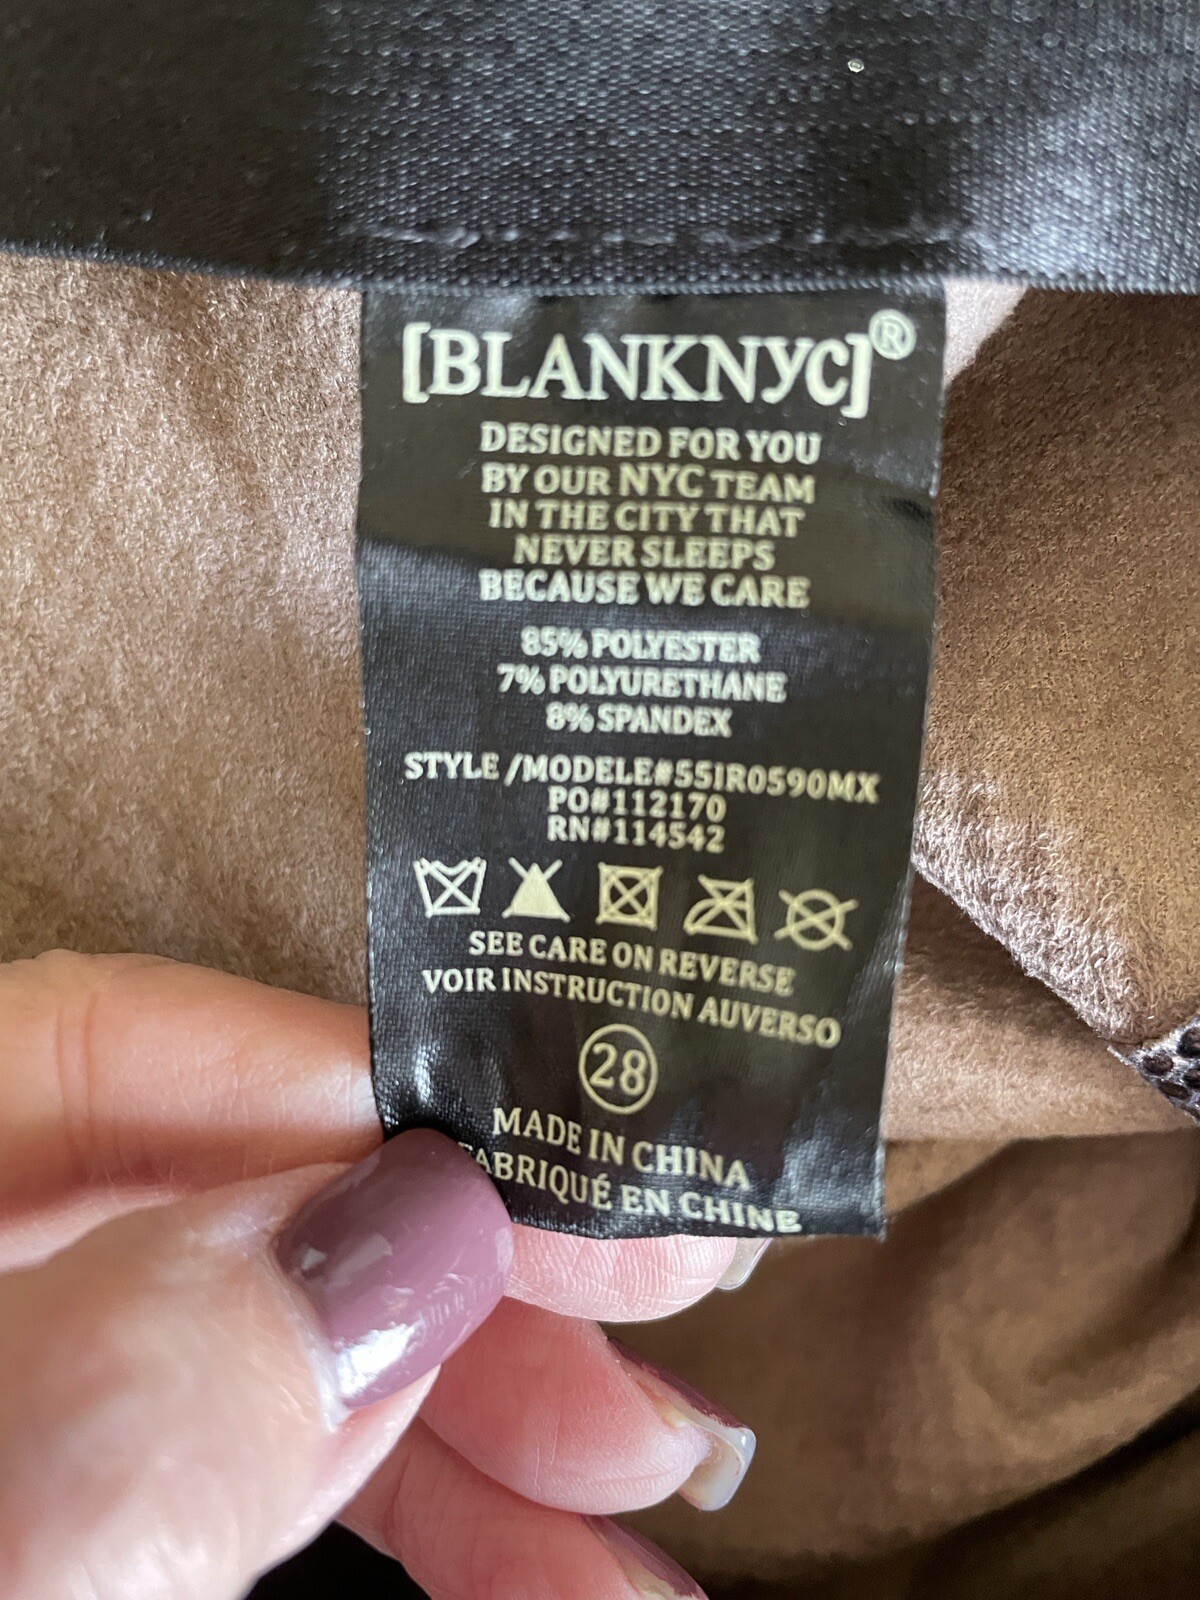 [BLANKNYC]®
DESIGNED FOR YOU
BY OUR NYC TEAM
IN THE CITY THAT
NEVER SLEEPS
BECAUSE WE CARE
85% POLYESTER
7% POLYURETHANE
8% SPANDEX
STYLE /MODELE#55IR0590MX
PO#112170
RN#114542
SEE CARE ON REVERSE
VOIR INSTRUCTION AUVERSO
28
MADE IN CHINA
FABRIQUÉ EN CHINE